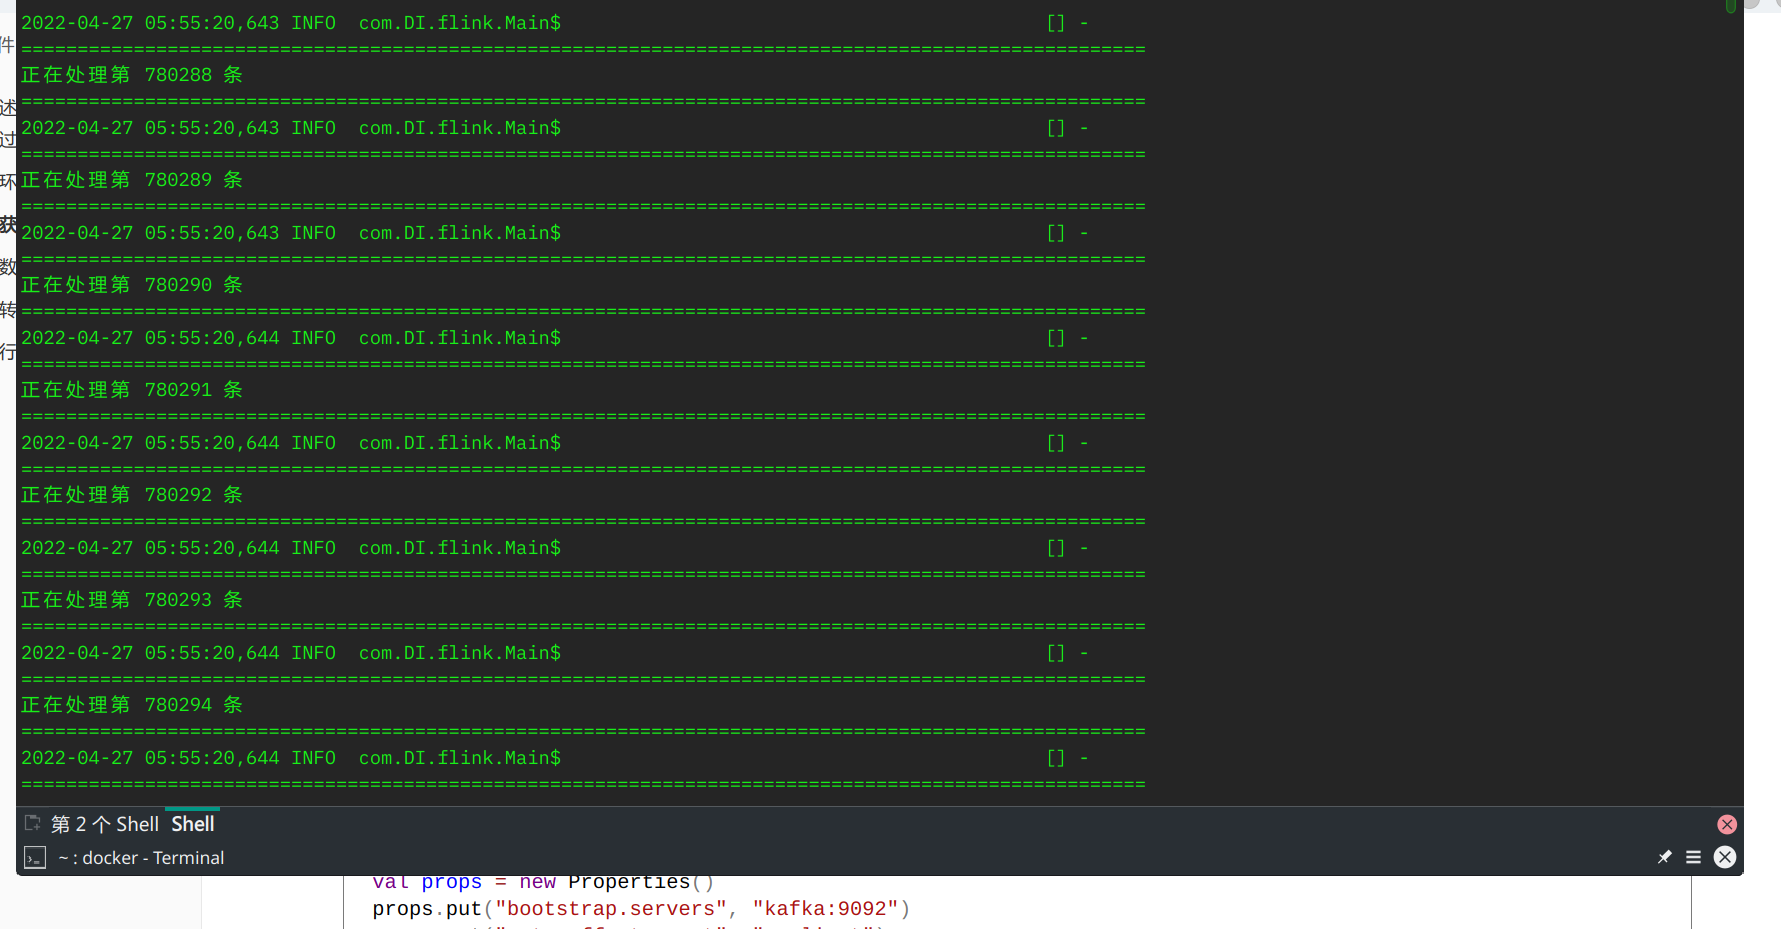 2022-04-27 05:55:20,643 INFO  com.DI.flink.Main$                                           [] -
====================================================================================================
正在处理第 780288 条
====================================================================================================
2022-04-27 05:55:20,643 INFO  com.DI.flink.Main$                                           [] -
====================================================================================================
正在处理第 780289 条
====================================================================================================
2022-04-27 05:55:20,643 INFO  com.DI.flink.Main$                                           [] -
====================================================================================================
正在处理第 780290 条
====================================================================================================
2022-04-27 05:55:20,644 INFO  com.DI.flink.Main$                                           [] -
====================================================================================================
正在处理第 780291 条
====================================================================================================
2022-04-27 05:55:20,644 INFO  com.DI.flink.Main$                                           [] -
====================================================================================================
正在处理第 780292 条
====================================================================================================
2022-04-27 05:55:20,644 INFO  com.DI.flink.Main$                                           [] -
====================================================================================================
正在处理第 780293 条
====================================================================================================
2022-04-27 05:55:20,644 INFO  com.DI.flink.Main$                                           [] -
====================================================================================================
正在处理第 780294 条
====================================================================================================
2022-04-27 05:55:20,644 INFO  com.DI.flink.Main$                                           [] -
====================================================================================================
第 2 个 Shell Shell
~ : docker - Terminal
件
述
过
环
获
数
转
行
val props = new Properties()
props.put("bootstrap.servers", "kafka:9092")